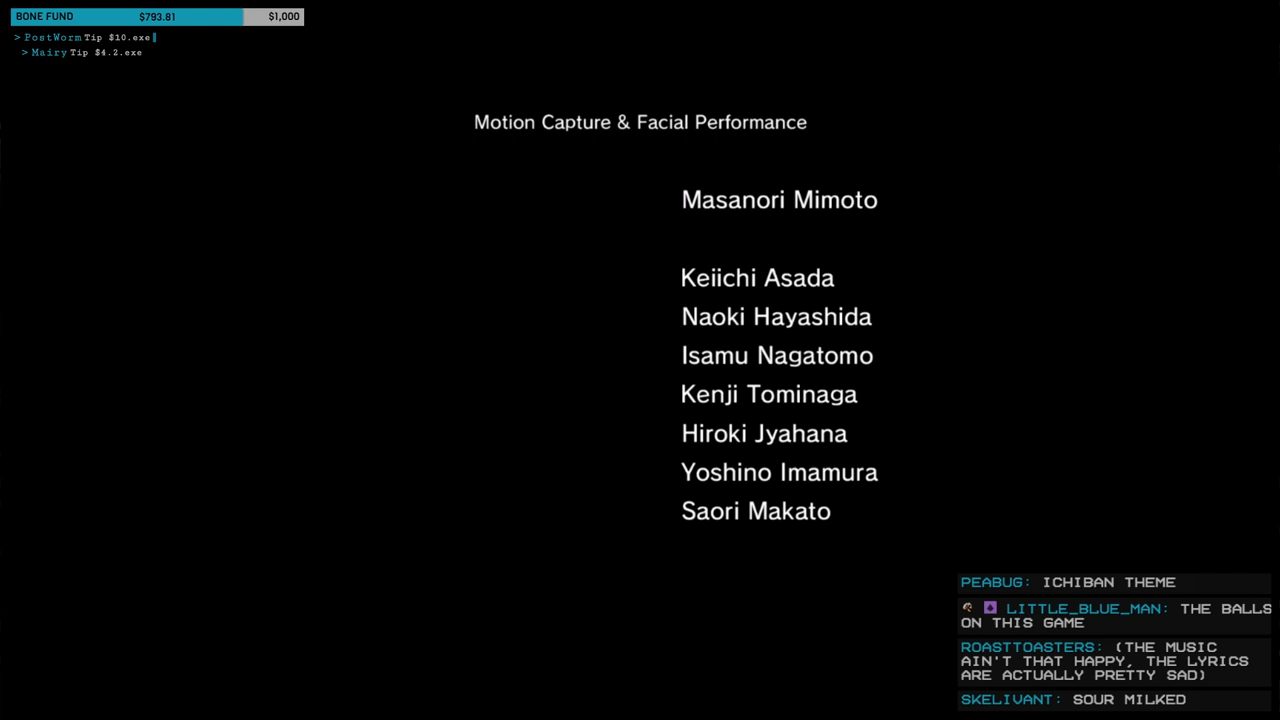 BONE FUND $793.81 $1,000
> PostWorm Tip $10.exe
> Mairy Tip $4.2.exe
Motion Capture & Facial Performance
Masanori Mimoto
Keiichi Asada
Naoki Hayashida
Isamu Nagatomo
Kenji Tominaga
Hiroki Jyahana
Yoshino Imamura
Saori Makato
PEABUG: ICHIBAN THEME
LITTLE_BLUE_MAN: THE BALLS
ON THIS GAME
ROASTTOASTERS: (THE MUSIC
AIN'T THAT HAPPY, THE LYRICS
ARE ACTUALLY PRETTY SAD)
SKELIVANT: SOUR MILKED